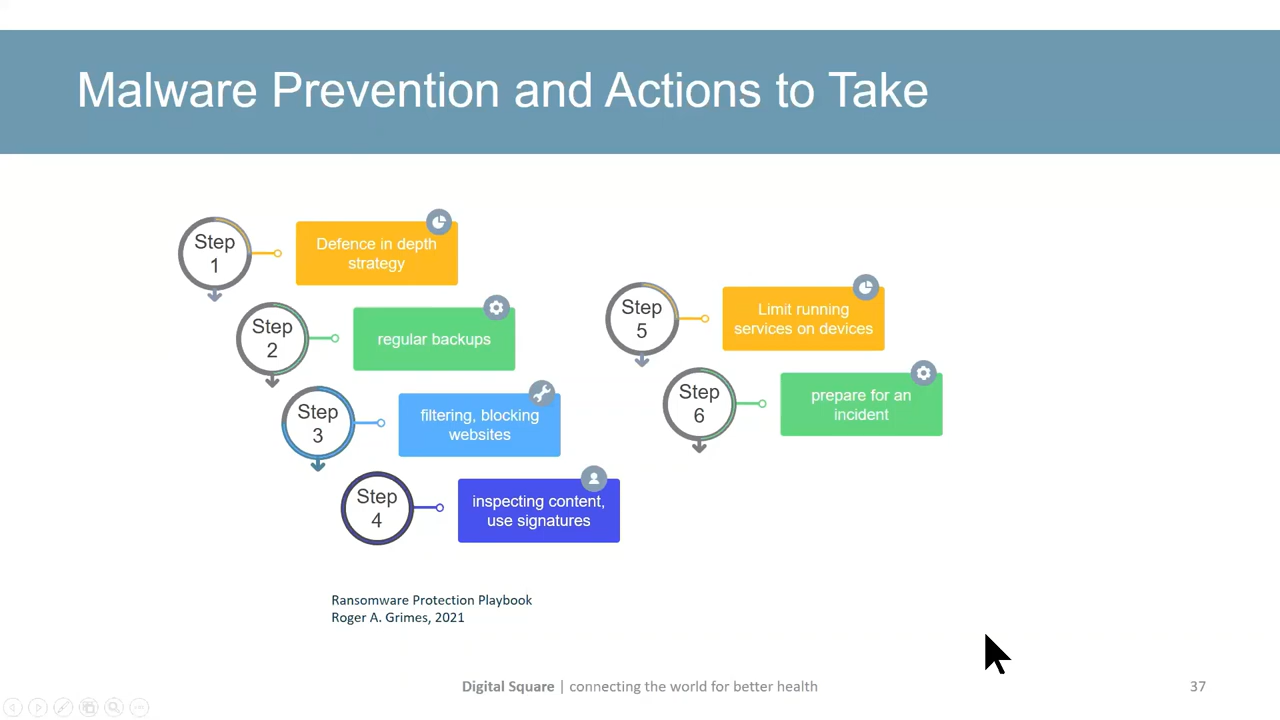 Malware Prevention and Actions to Take
Step
1
Defence in depth
strategy
Step
2
regular backups
Step
3
filtering, blocking
websites
Step
4
inspecting content,
use signatures
Step
5
Limit running
services on devices
Step
6
prepare for an
incident
Ransomware Protection Playbook
Roger A. Grimes, 2021
Digital Square | connecting the world for better health
37